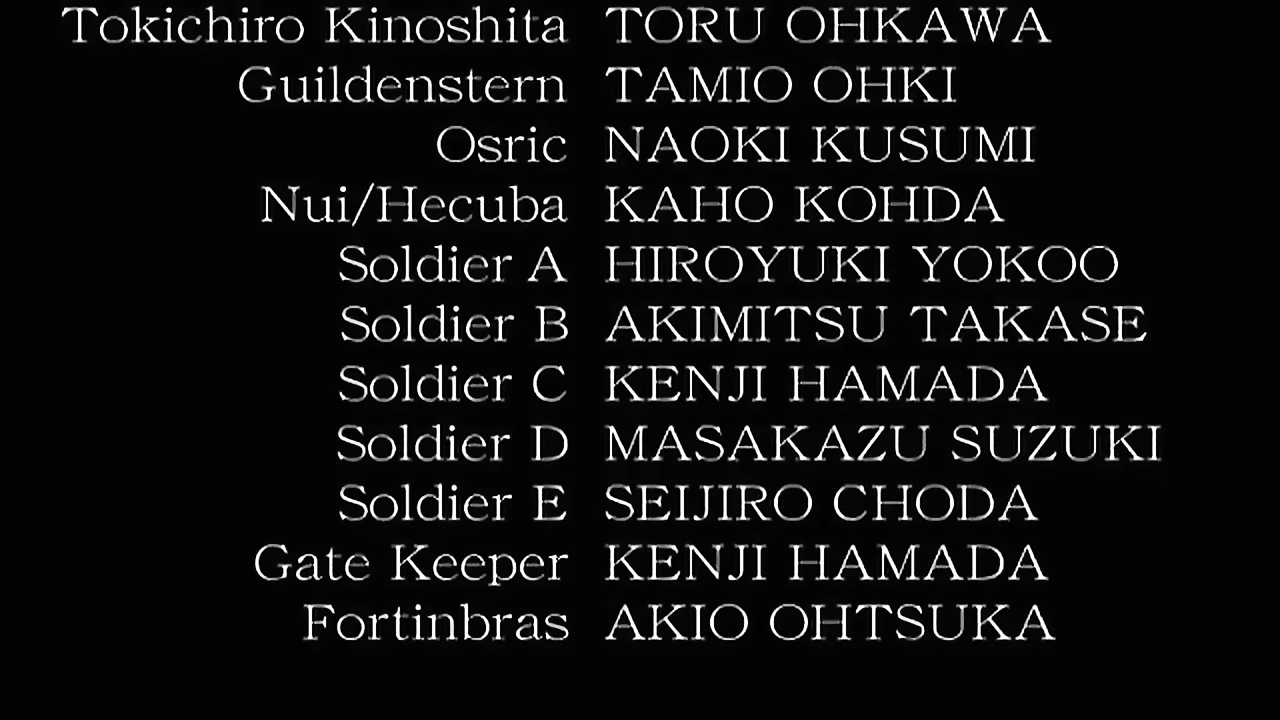 Tokichiro Kinoshita TORU OHKAWA
Guildenstern TAMIO OHKI
Osric NAOKI KUSUMI
Nui/Hecuba KAHO KOHDA
Soldier A HIROYUKI YOKOO
Soldier B AKIMITSU TAKASE
Soldier C KENJI HAMADA
Soldier D MASAKAZU SUZUKI
Soldier E SEIJIRO CHODA
Gate Keeper KENJI HAMADA
Fortinbras AKIO OHTSUKA